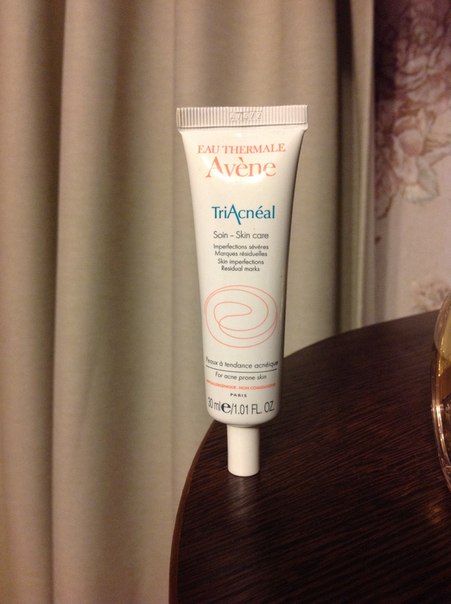 EAU THERMALE
Avène
TriAcnéal
Soin – Skin care
Imperfections sévères
Marques résiduelles
Skin imperfections
Residual marks
Peaux à tendance acnéique
For acne prone skin
PARIS
30 ml e/1.01 FL. OZ.